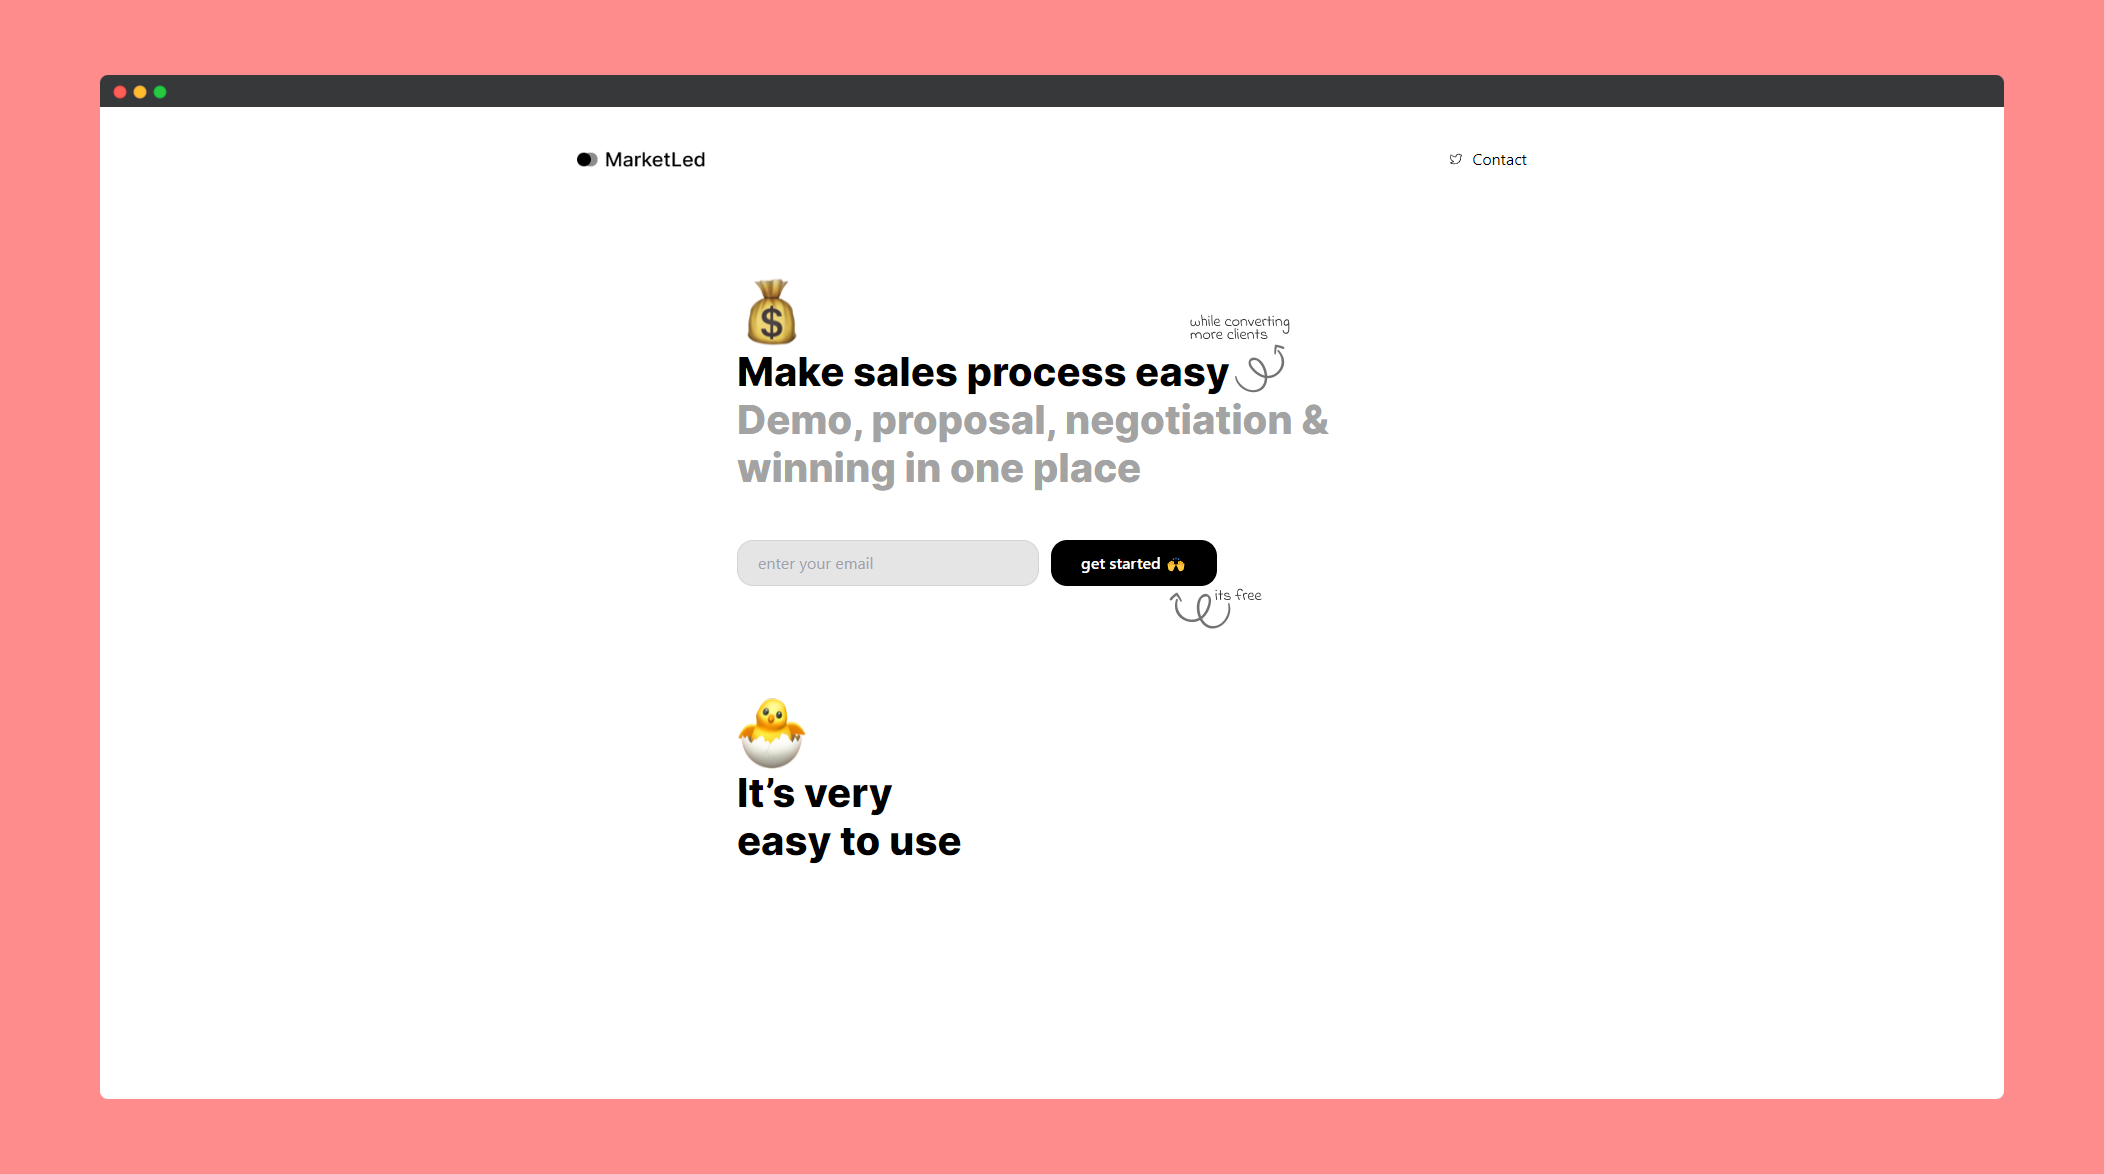 MarketLed
Contact
while converting
more clients
Make sales process easy
Demo, proposal, negotiation &
winning in one place
enter your email
get started 🙌
its free
It’s very
easy to use